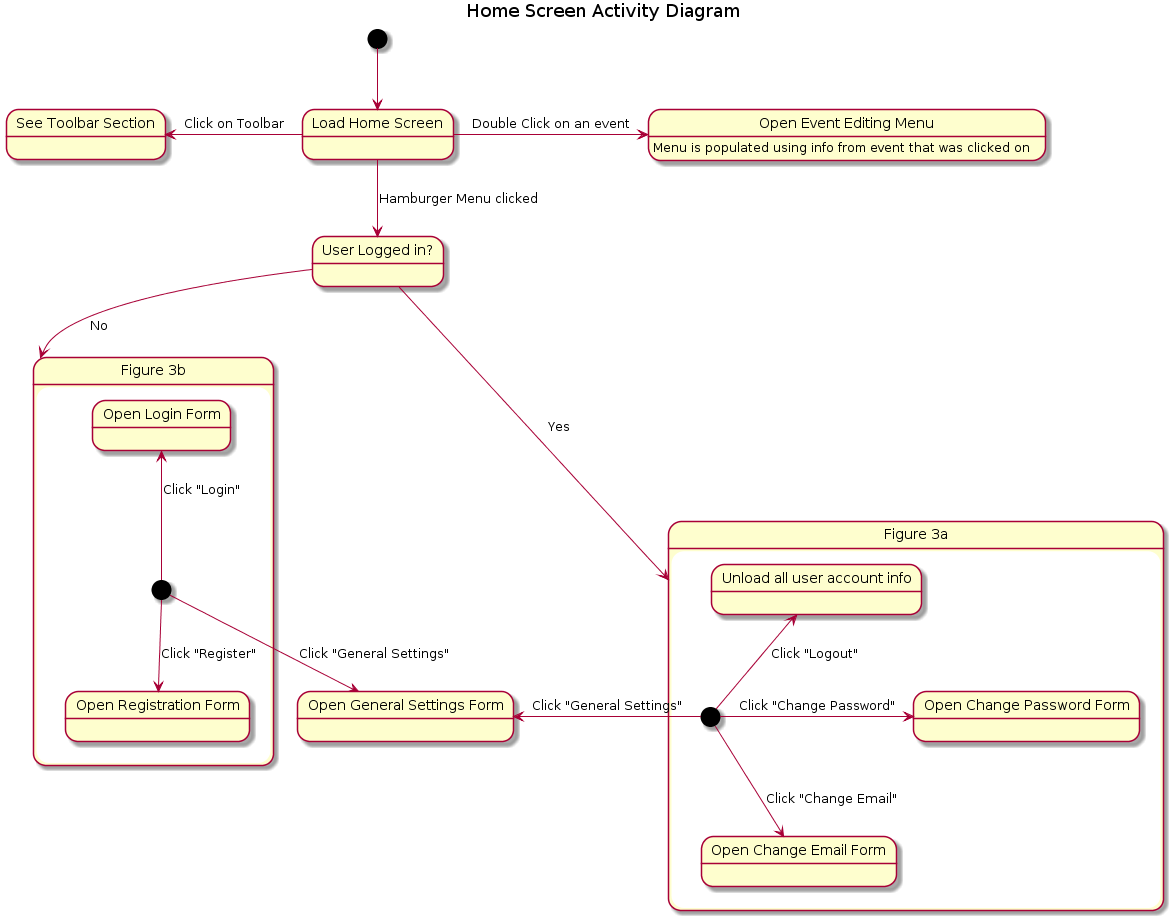 Home Screen Activity Diagram
See Toolbar Section
Click on Toolbar
Load Home Screen
Double Click on an event
Open Event Editing Menu
Menu is populated using info from event that was clicked on
Hamburger Menu clicked
User Logged in?
No
Yes
Figure 3b
Open Login Form
Click "Login"
Click "Register"
Click "General Settings"
Open Registration Form
Open General Settings Form
Figure 3a
Unload all user account info
Click "Logout"
Click "General Settings"
Click "Change Password"
Open Change Password Form
Click "Change Email"
Open Change Email Form